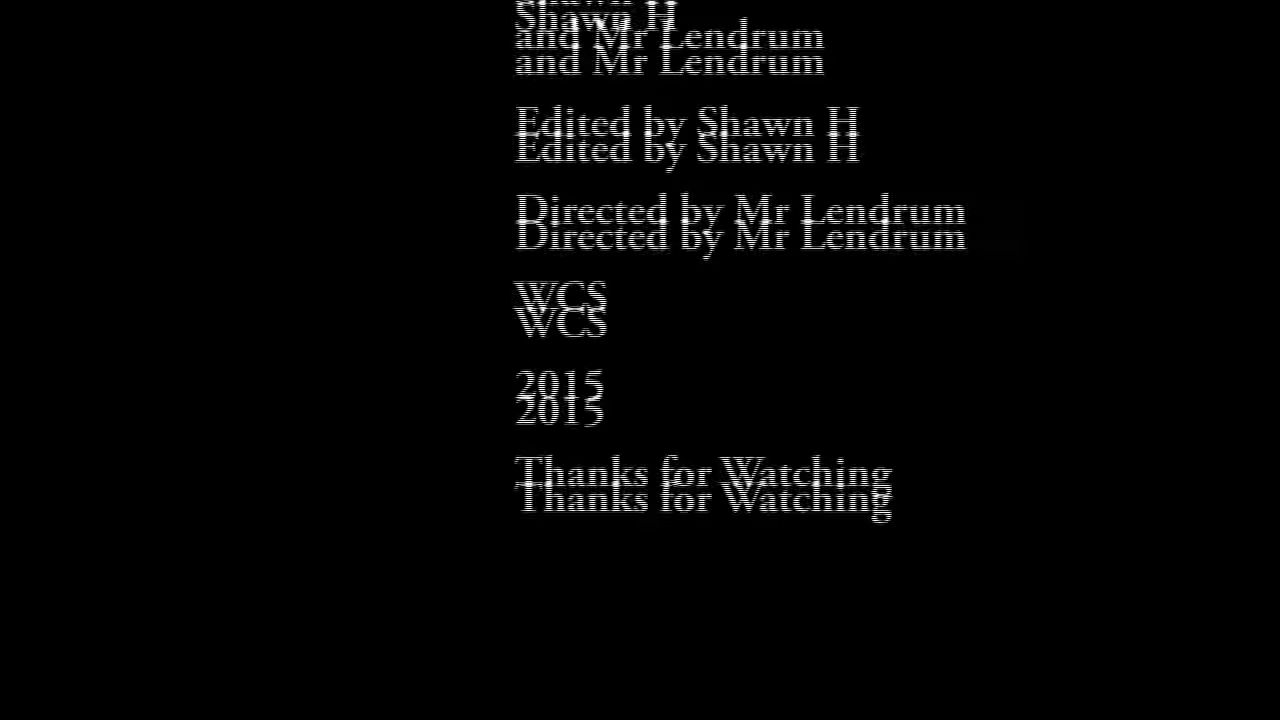 Shawn H
and Mr Lendrum
Edited by Shawn H
Directed by Mr Lendrum
WCS
2015
Thanks for Watching